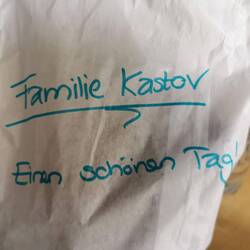 Familie Kastov
Einen schönen Tag!